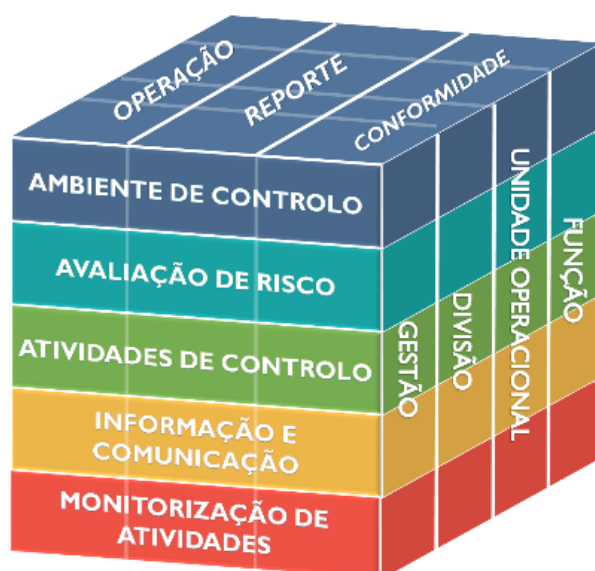 OPERAÇÃO
REPORTE
CONFORMIDADE
AMBIENTE DE CONTROLO
AVALIAÇÃO DE RISCO
ATIVIDADES DE CONTROLO
INFORMAÇÃO E
COMUNICAÇÃO
MONITORIZAÇÃO DE
ATIVIDADES
GESTÃO
DIVISÃO
UNIDADE OPERACIONAL
FUNÇÃO